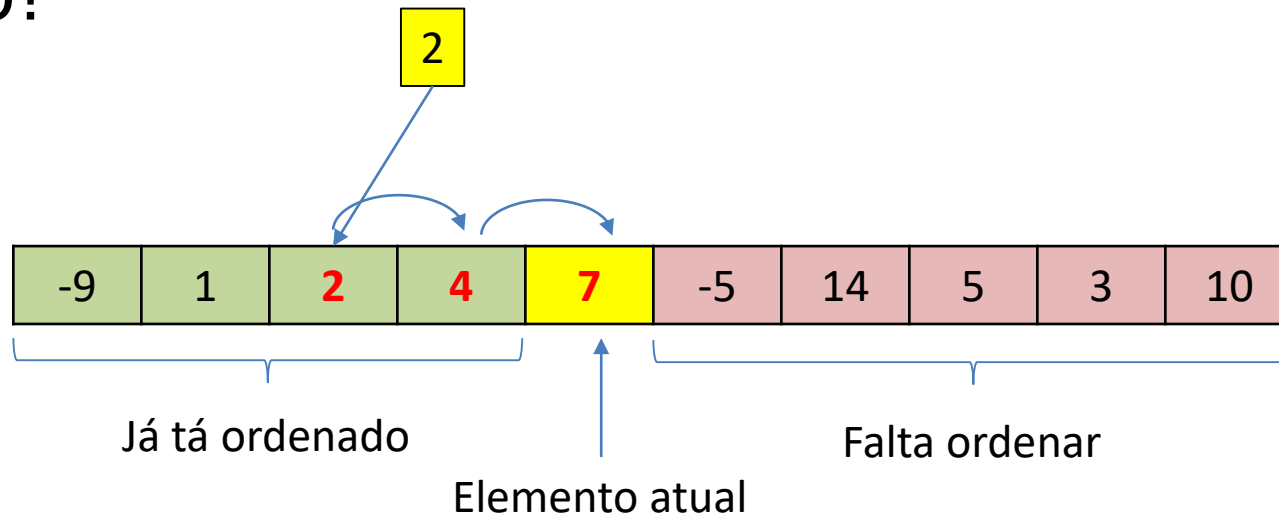 2
-9 1 2 4 7 -5 14 5 3 10
Já tá ordenado
Falta ordenar
Elemento atual